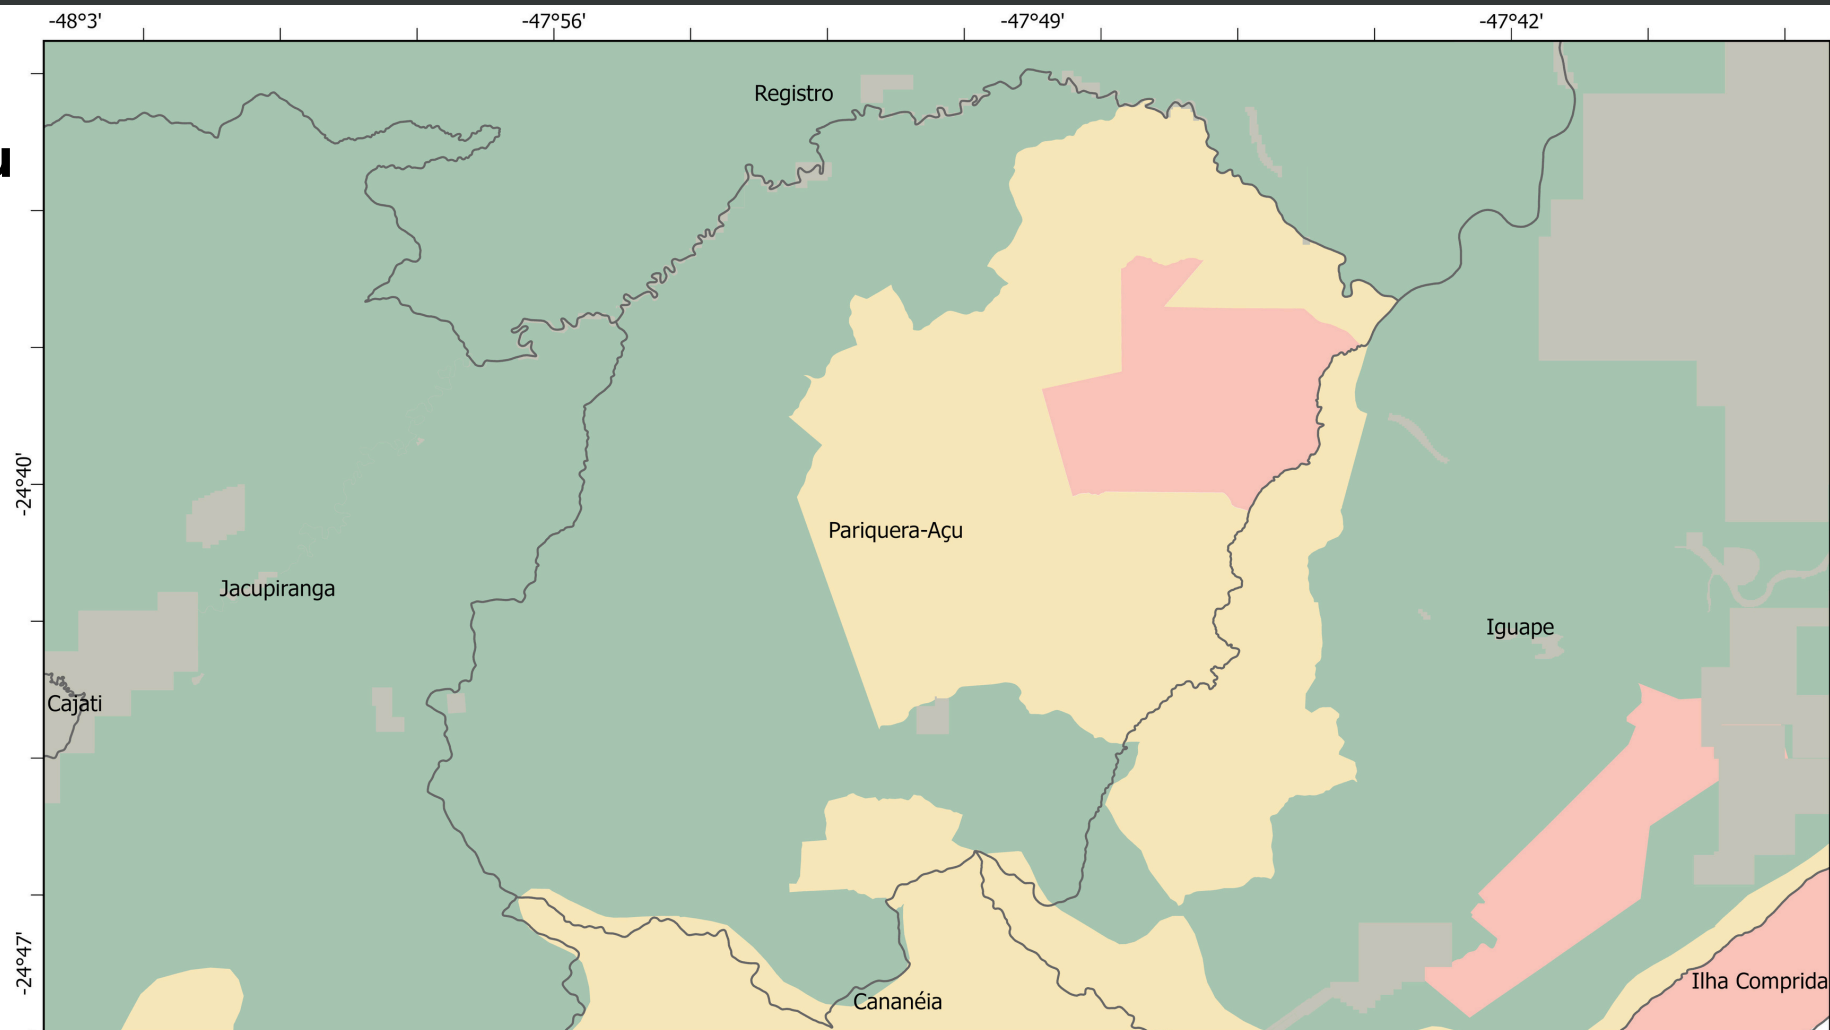 -48°3' -47°56' -47°49' -47°42'
Registro
-24°40'
Pariquera-Açu
Jacupiranga
Iguape
Cajati
-24°47'
Ilha Comprida
Cananéia